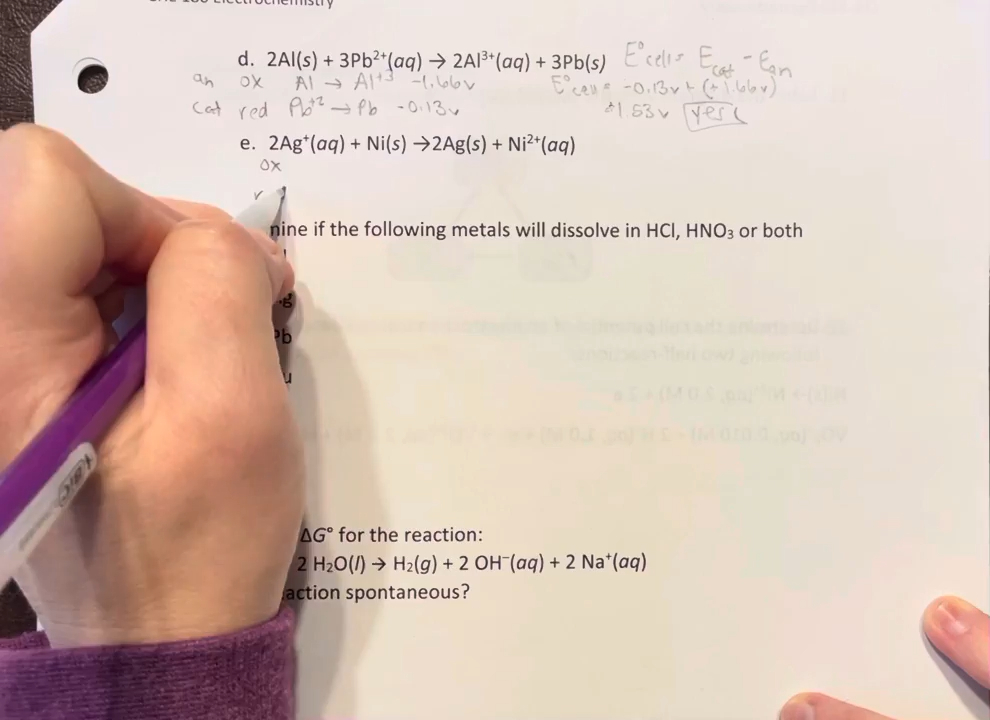 Electrochemistry
d. 2Al(s) + 3Pb²⁺(aq) → 2Al³⁺(aq) + 3Pb(s) E°cell = Ecat - Ean
an ox Al → Al⁺³ -1.66v E°cell = -0.13v + (+1.66v)
cat red Pb⁺² → Pb -0.13v +1.53v yes
e. 2Ag⁺(aq) + Ni(s) →2Ag(s) + Ni²⁺(aq)
ox
r
nine if the following metals will dissolve in HCl, HNO₃ or both
g
Pb
u
ΔG° for the reaction:
2 H₂O(l) → H₂(g) + 2 OH⁻(aq) + 2 Na⁺(aq)
action spontaneous?